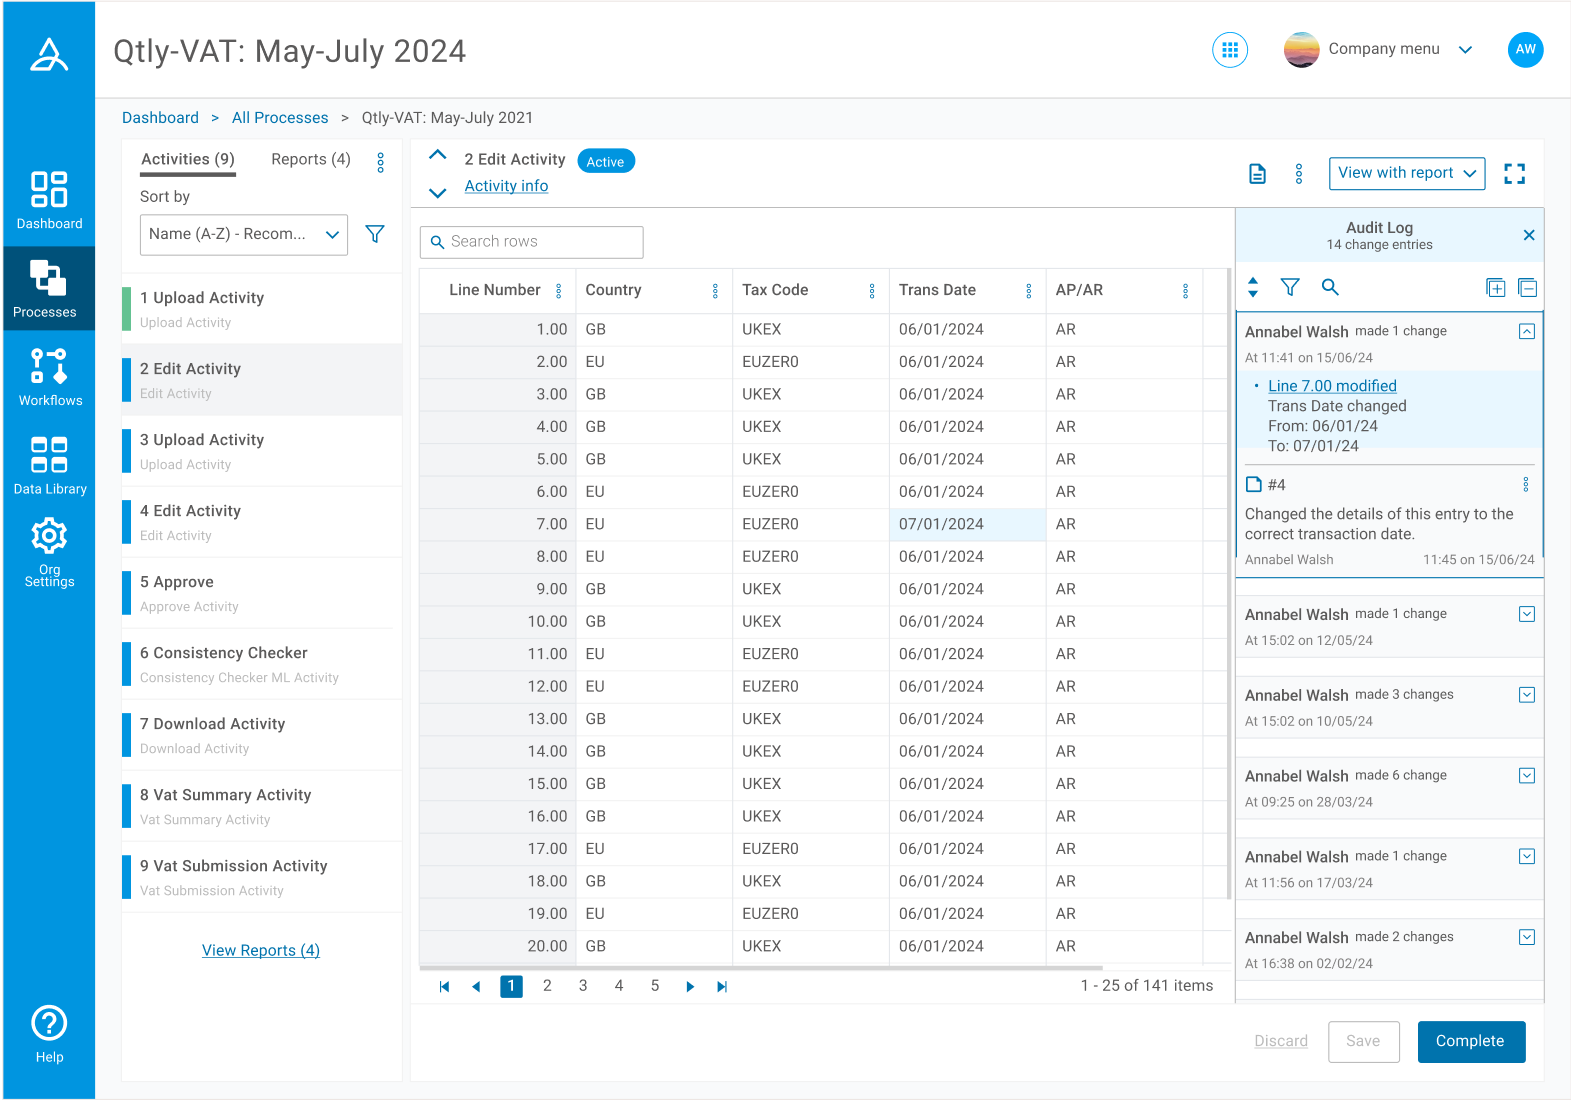 Qtly-VAT: May-July 2024
Company menu
AW
Dashboard > All Processes > Qtly-VAT: May-July 2021
Dashboard
Processes
Workflows
Data Library
Org
Settings
Help
Activities (9) Reports (4)
Sort by
Name (A-Z) - Recom...
1 Upload Activity
Upload Activity
2 Edit Activity
Edit Activity
3 Upload Activity
Upload Activity
4 Edit Activity
Edit Activity
5 Approve
Approve Activity
6 Consistency Checker
Consistency Checker ML Activity
7 Download Activity
Download Activity
8 Vat Summary Activity
Vat Summary Activity
9 Vat Submission Activity
Vat Submission Activity
View Reports (4)
2 Edit Activity Active
Activity info
View with report
Search rows
Line Number Country Tax Code Trans Date AP/AR
1.00 GB UKEX 06/01/2024 AR
2.00 EU EUZER0 06/01/2024 AR
3.00 GB UKEX 06/01/2024 AR
4.00 GB UKEX 06/01/2024 AR
5.00 GB UKEX 06/01/2024 AR
6.00 EU EUZER0 06/01/2024 AR
7.00 EU EUZER0 07/01/2024 AR
8.00 EU EUZER0 06/01/2024 AR
9.00 GB UKEX 06/01/2024 AR
10.00 GB UKEX 06/01/2024 AR
11.00 EU EUZER0 06/01/2024 AR
12.00 EU EUZER0 06/01/2024 AR
13.00 GB UKEX 06/01/2024 AR
14.00 GB UKEX 06/01/2024 AR
15.00 GB UKEX 06/01/2024 AR
16.00 GB UKEX 06/01/2024 AR
17.00 EU EUZER0 06/01/2024 AR
18.00 GB UKEX 06/01/2024 AR
19.00 EU EUZER0 06/01/2024 AR
20.00 GB UKEX 06/01/2024 AR
1 2 3 4 5
1 - 25 of 141 items
Audit Log
14 change entries
Annabel Walsh made 1 change
At 11:41 on 15/06/24
• Line 7.00 modified
Trans Date changed
From: 06/01/24
To: 07/01/24
#4
Changed the details of this entry to the
correct transaction date.
Annabel Walsh 11:45 on 15/06/24
Annabel Walsh made 1 change
At 15:02 on 12/05/24
Annabel Walsh made 3 changes
At 15:02 on 10/05/24
Annabel Walsh made 6 change
At 09:25 on 28/03/24
Annabel Walsh made 1 change
At 11:56 on 17/03/24
Annabel Walsh made 2 changes
At 16:38 on 02/02/24
Discard Save Complete